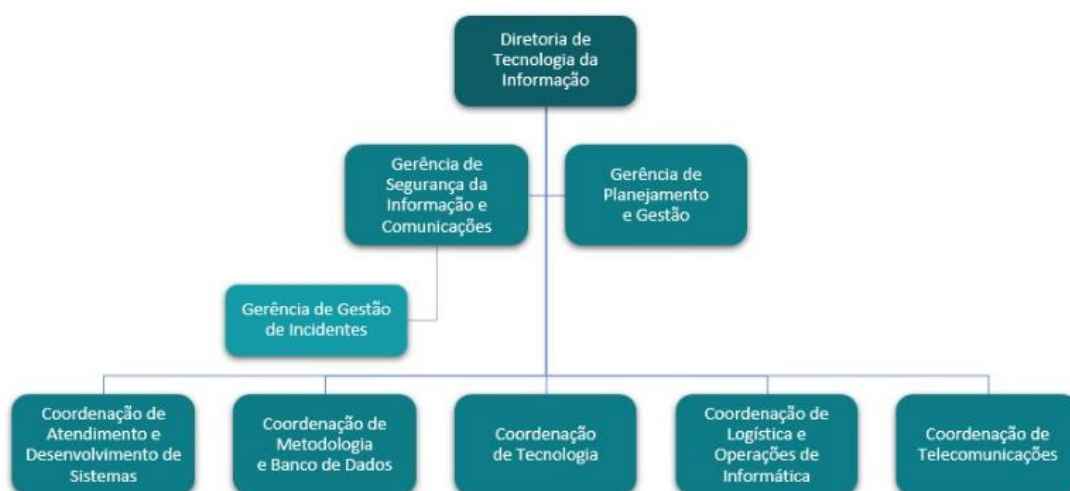 Diretoria de
Tecnologia da
Informação
Gerência de
Segurança da
Informação e
Comunicações
Gerência de
Planejamento
e Gestão
Gerência de Gestão
de Incidentes
Coordenação de
Atendimento e
Desenvolvimento de
Sistemas
Coordenação de
Metodologia
e Banco de Dados
Coordenação
de Tecnologia
Coordenação de
Logística e
Operações de
Informática
Coordenação de
Telecomunicações